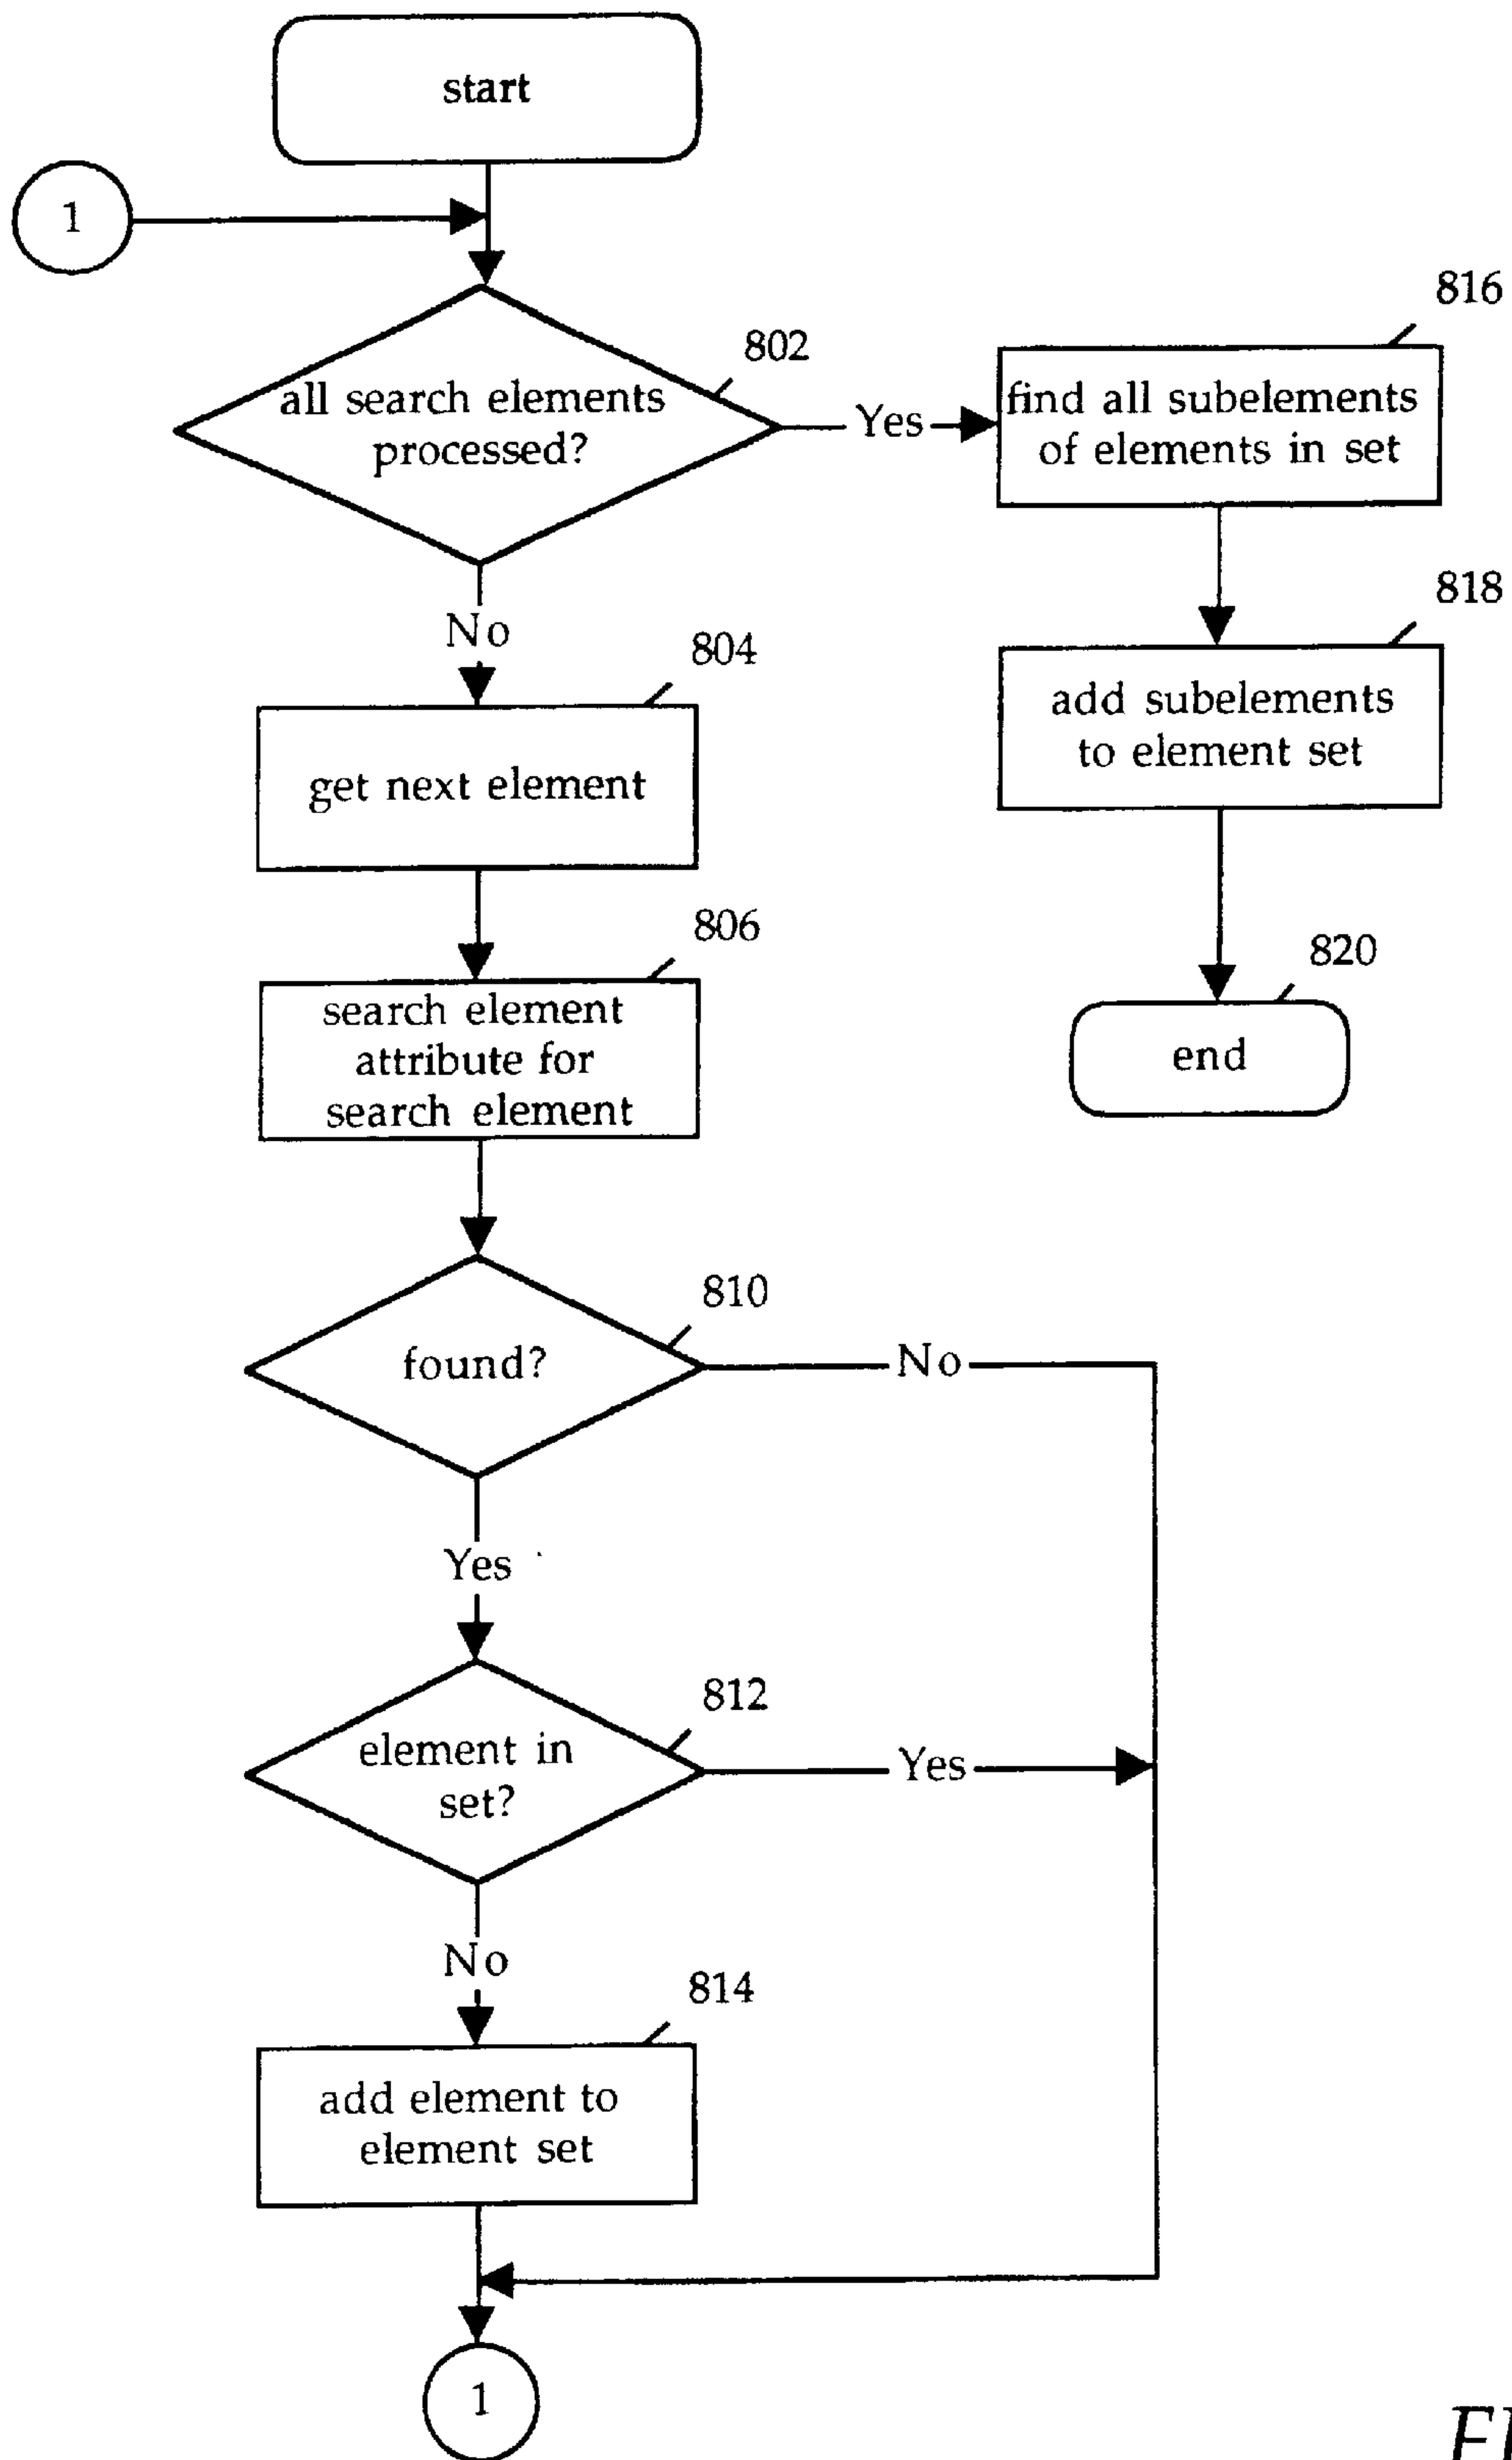 start
1
802
all search elements
processed?
Yes
816
find all subelements
of elements in set
No
818
add subelements
to element set
804
get next element
820
end
806
search element
attribute for
search element
810
found?
No
Yes
812
element in
set?
Yes
No
814
add element to
element set
1